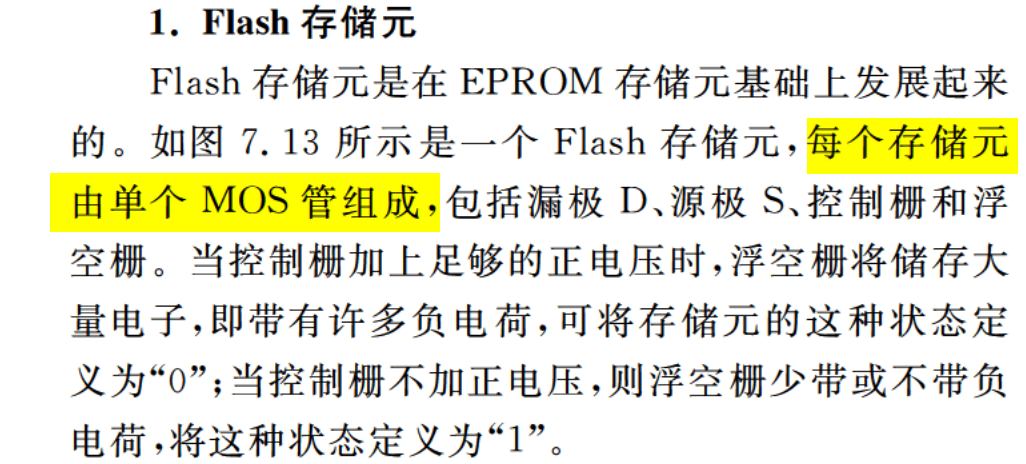 1. Flash 存储元
Flash 存储元是在 EPROM 存储元基础上发展起来
的。如图 7.13 所示是一个 Flash 存储元,每个存储元
由单个 MOS 管组成,包括漏极 D、源极 S、控制栅和浮
空栅。当控制栅加上足够的正电压时,浮空栅将储存大
量电子,即带有许多负电荷,可将存储元的这种状态定
义为“0”;当控制栅不加正电压,则浮空栅少带或不带负
电荷,将这种状态定义为“1”。